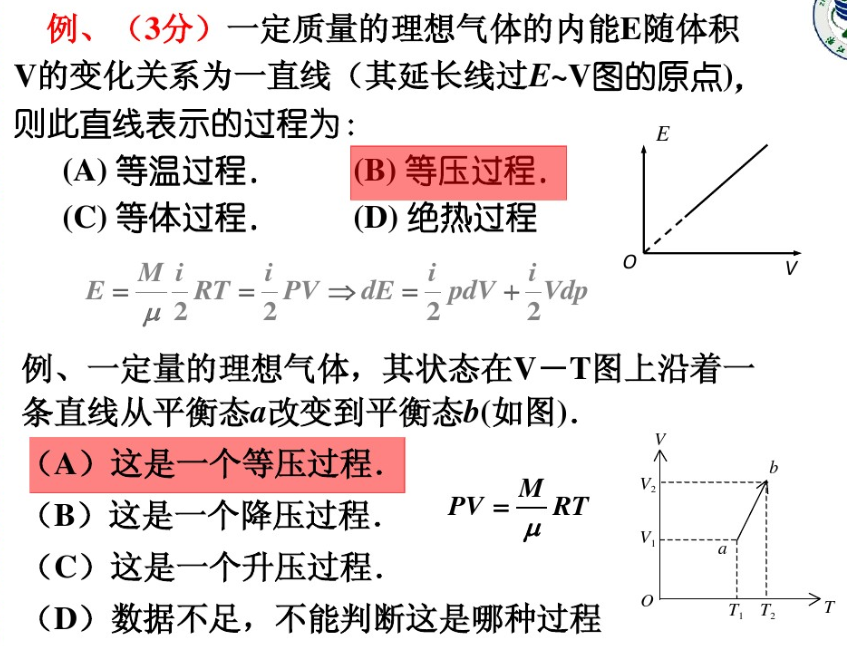 例、（3分）一定质量的理想气体的内能E随体积
V的变化关系为一直线（其延长线过E~V图的原点),
则此直线表示的过程为：
(A) 等温过程.
(B) 等压过程.
(C) 等体过程.
(D) 绝热过程
E
O
V
E = M/μ i/2 RT = i/2 PV ⇒ dE = i/2 pdV + i/2 Vdp
例、一定量的理想气体，其状态在V－T图上沿着一
条直线从平衡态a改变到平衡态b(如图).
（A）这是一个等压过程.
（B）这是一个降压过程.
（C）这是一个升压过程.
（D）数据不足，不能判断这是哪种过程
PV = M/μ RT
V
b
V₂
V₁
a
O
T₁ T₂ T